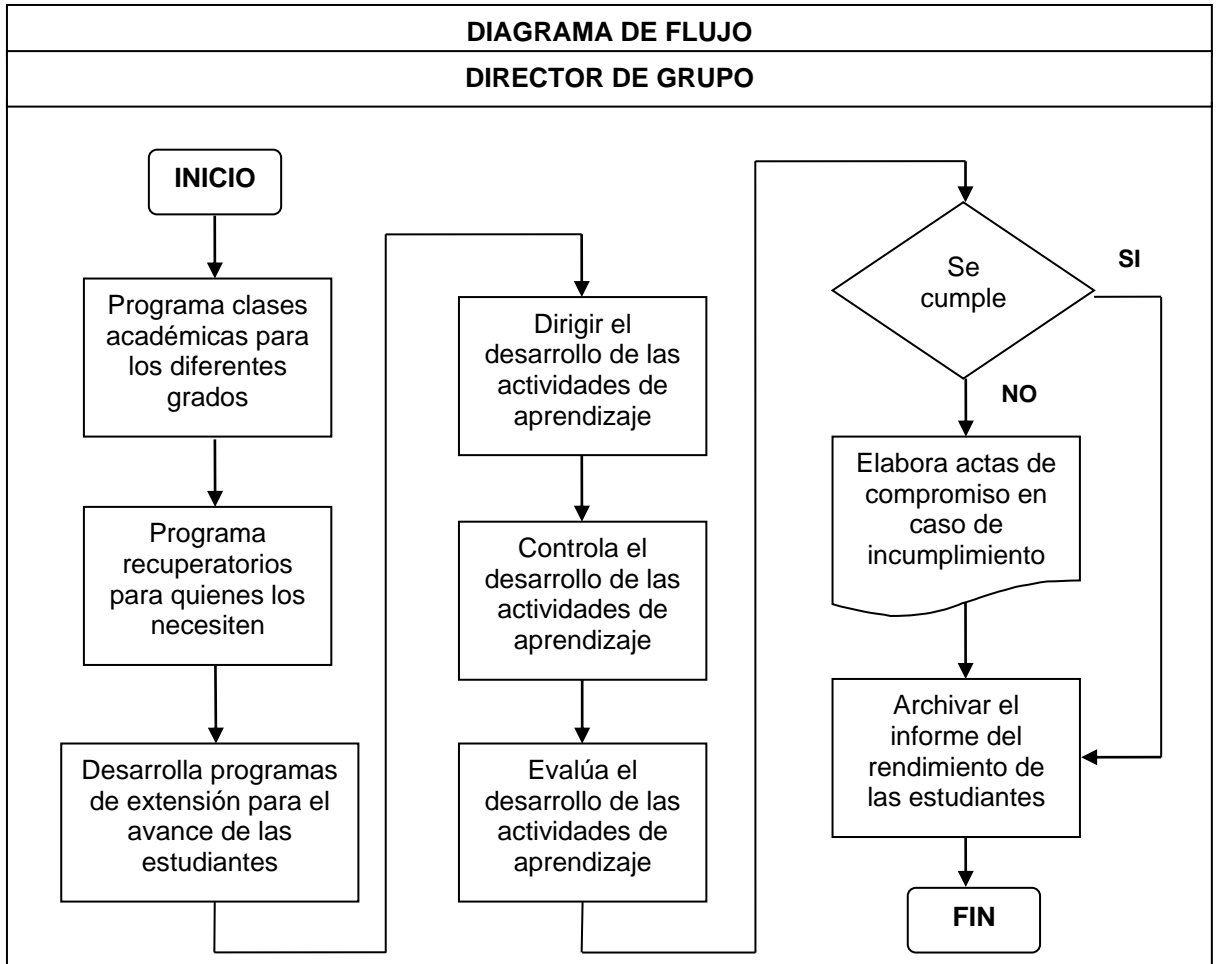 DIAGRAMA DE FLUJO
DIRECTOR DE GRUPO
INICIO
Programa clases
académicas para
los diferentes
grados
Programa
recuperatorios
para quienes los
necesiten
Desarrolla programas
de extensión para el
avance de las
estudiantes
Dirigir el
desarrollo de las
actividades de
aprendizaje
Controla el
desarrollo de las
actividades de
aprendizaje
Evalúa el
desarrollo de las
actividades de
aprendizaje
Se
cumple
SI
NO
Elabora actas de
compromiso en
caso de
incumplimiento
Archivar el
informe del
rendimiento de
las estudiantes
FIN